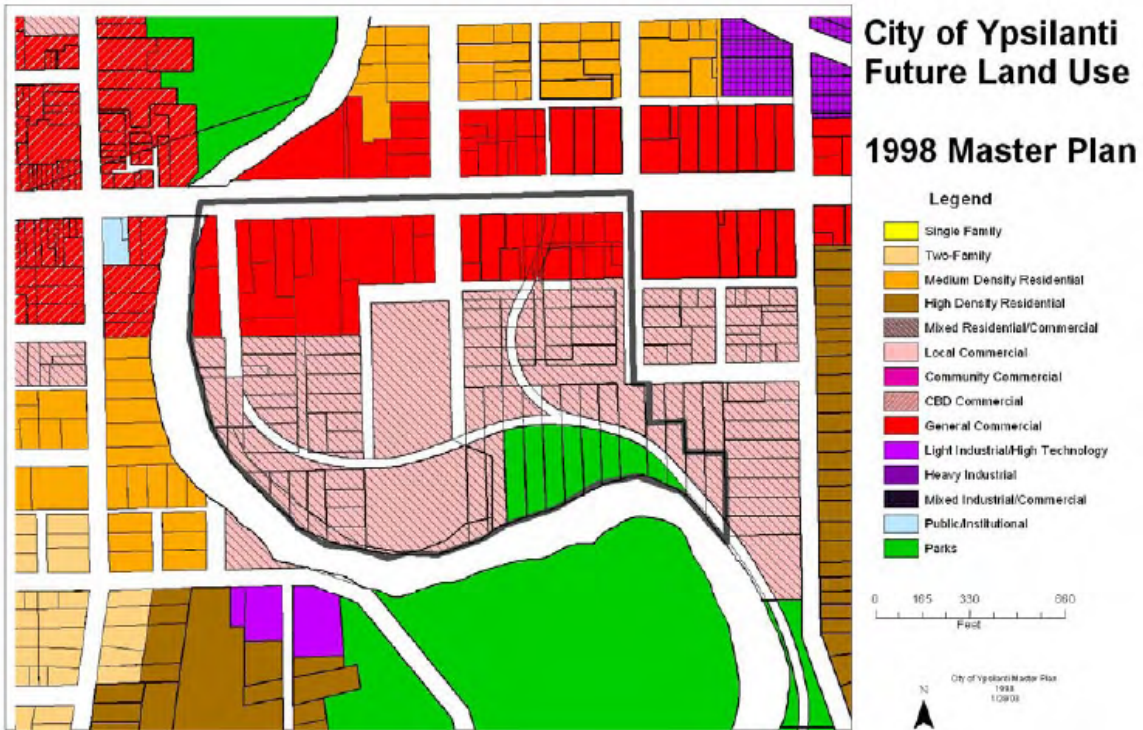 City of Ypsilanti
Future Land Use
1998 Master Plan
Legend
Single Family
Two-Family
Medium Density Residential
High Density Residential
Mixed Residential/Commercial
Local Commercial
Community Commercial
CBD Commercial
General Commercial
Light Industrial/High Technology
Heavy Industrial
Mixed Industrial/Commercial
Public/Institutional
Parks
0 165 330 660
Feet
City of Ypsilanti Master Plan
1998
N